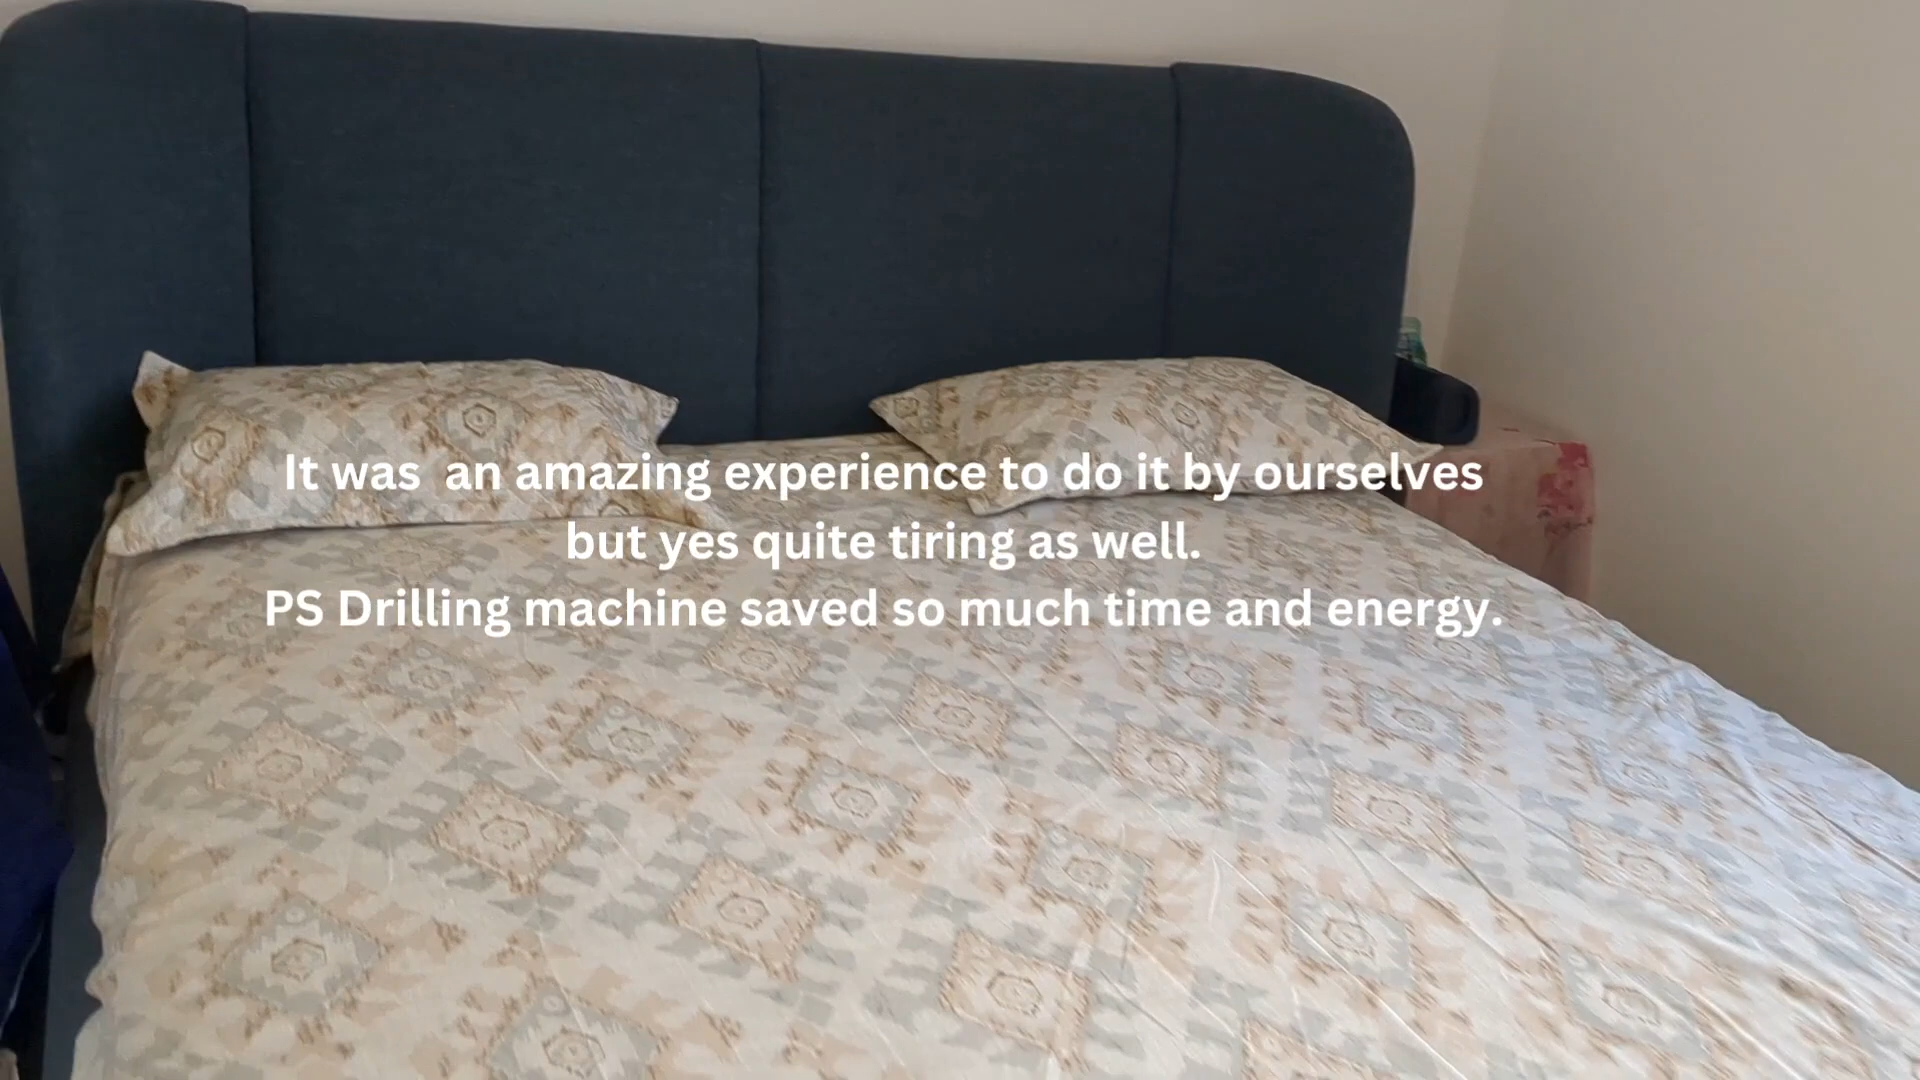 It was  an amazing experience to do it by ourselves
but yes quite tiring as well.
PS Drilling machine saved so much time and energy.